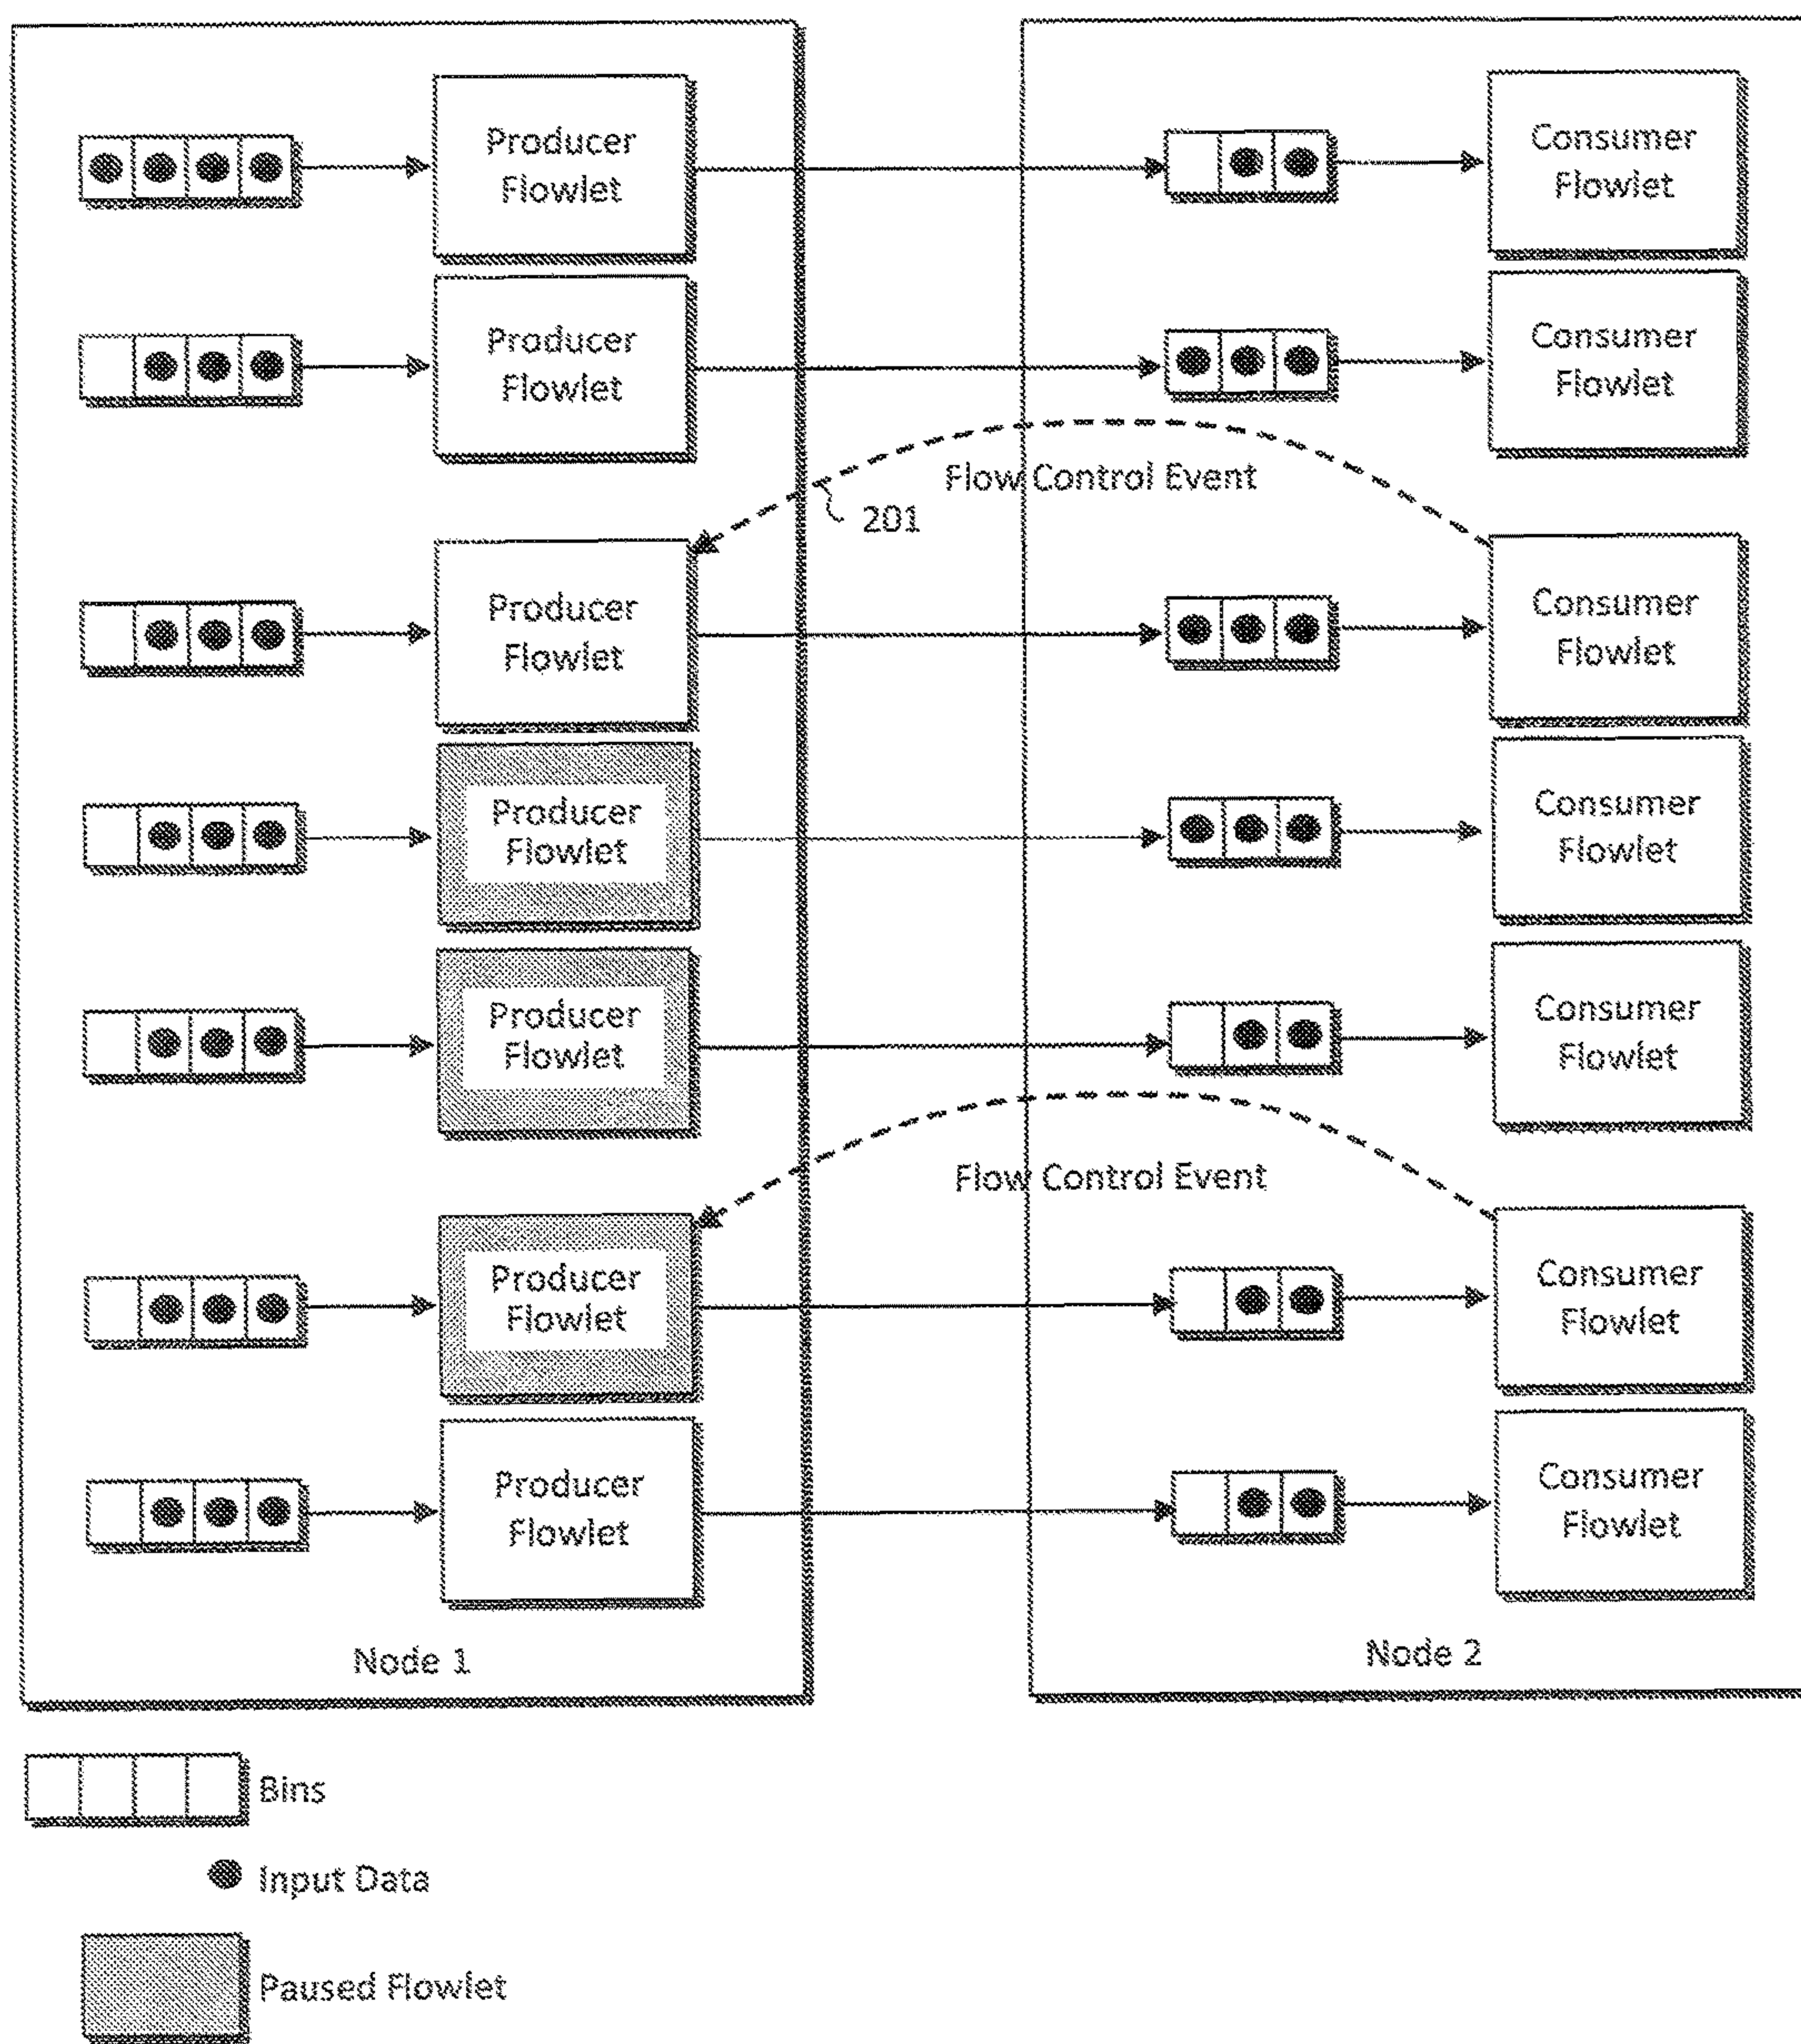 Producer
Flowlet
Consumer
Flowlet
Producer
Flowlet
Consumer
Flowlet
Flow Control Event
201
Producer
Flowlet
Consumer
Flowlet
Producer
Flowlet
Consumer
Flowlet
Producer
Flowlet
Consumer
Flowlet
Flow Control Event
Producer
Flowlet
Consumer
Flowlet
Producer
Flowlet
Consumer
Flowlet
Node 1
Node 2
Bins
Input Data
Paused Flowlet